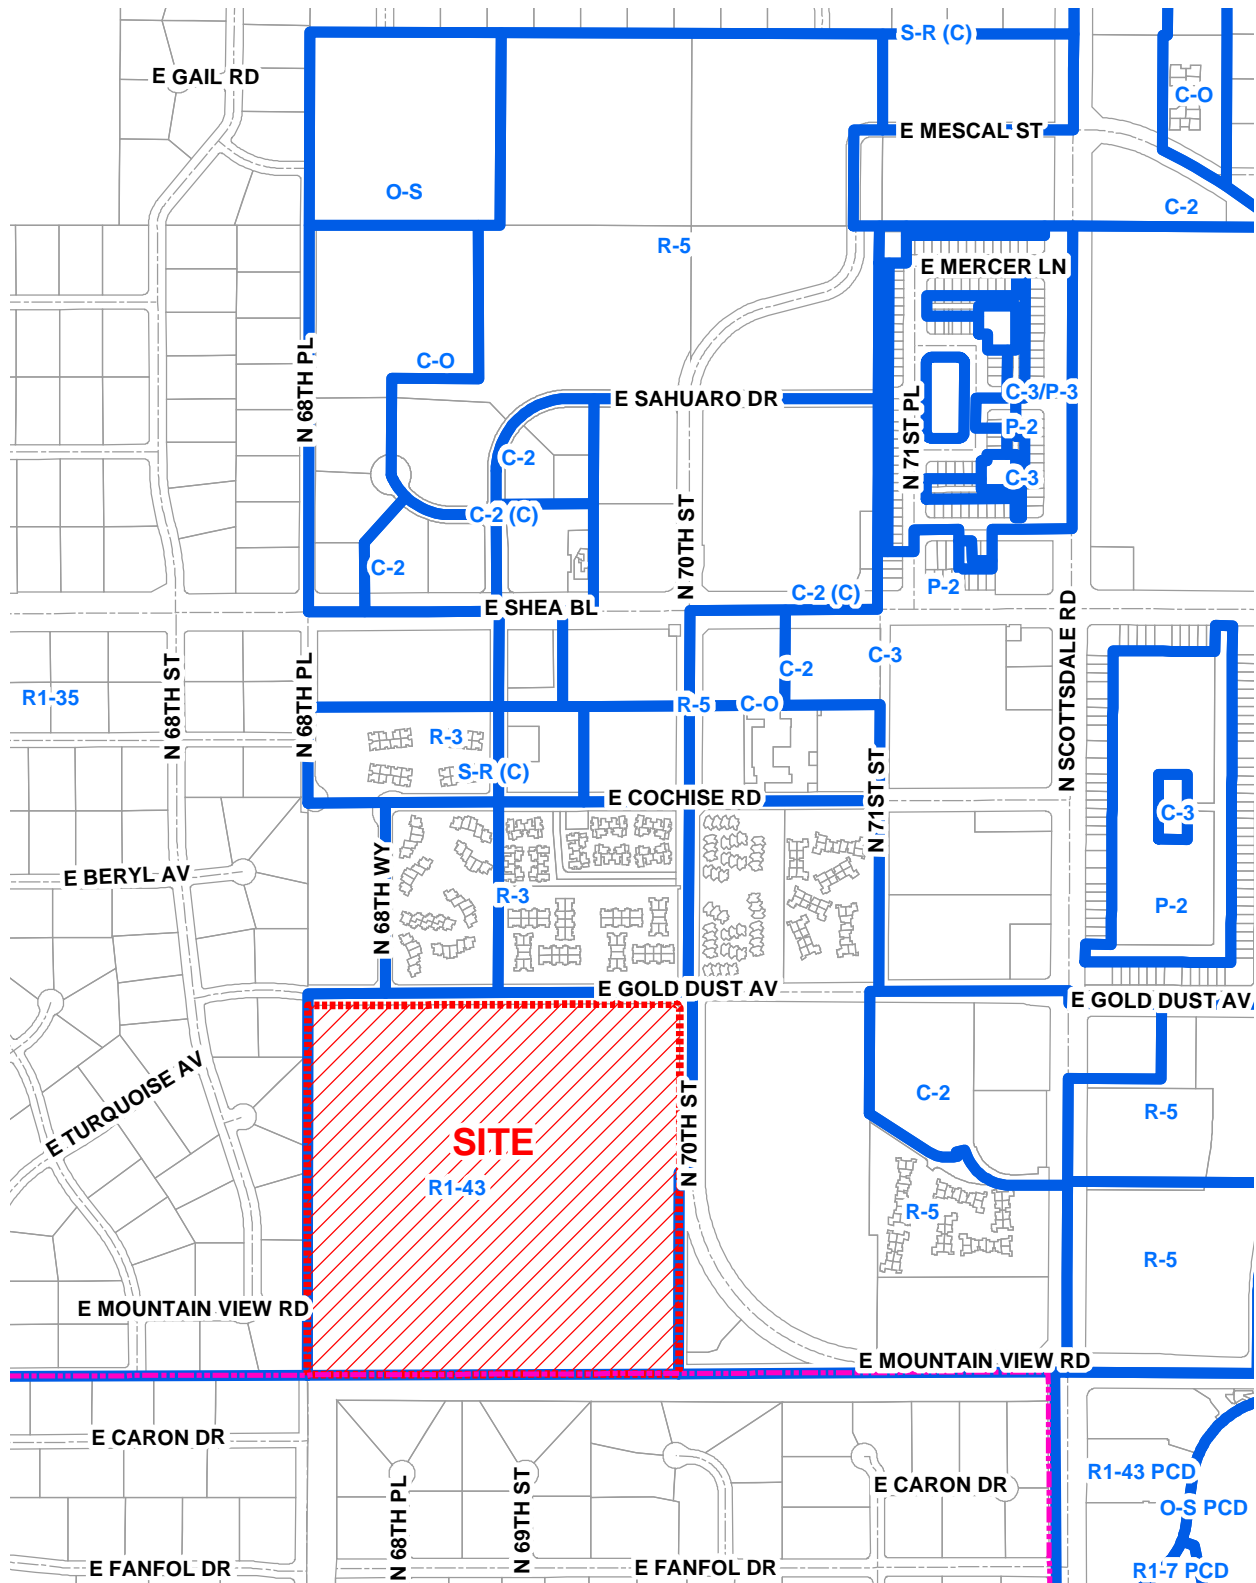 S-R (C)
E GAIL RD
C-O
E MESCAL ST
O-S
C-2
R-5
E MERCER LN
N 68TH PL
C-O
C-3/P-3
E SAHUARO DR
N 71ST PL
P-2
C-2
C-3
C-2 (C)
N 70TH ST
C-2
P-2
C-2 (C)
E SHEA BL
N SCOTTSDALE RD
C-3
C-2
N 68TH ST
N 68TH PL
R1-35
R-5
C-O
R-3
S-R (C)
N 71ST ST
E COCHISE RD
C-3
E BERYL AV
N 68TH WY
R-3
P-2
E GOLD DUST AV
E GOLD DUST AV
E TURQUOISE AV
C-2
R-5
N 70TH ST
SITE
R1-43
R-5
R-5
E MOUNTAIN VIEW RD
E MOUNTAIN VIEW RD
E CARON DR
R1-43 PCD
E CARON DR
O-S PCD
N 68TH PL
N 69TH ST
E FANFOL DR
E FANFOL DR
R1-7 PCD